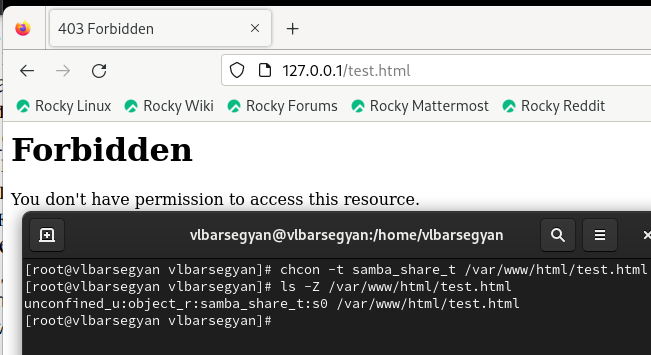 403 Forbidden
127.0.0.1/test.html
Rocky Linux Rocky Wiki Rocky Forums Rocky Mattermost Rocky Reddit
Forbidden
You don't have permission to access this resource.
vlbarsegyan@vlbarsegyan:/home/vlbarsegyan
[root@vlbarsegyan vlbarsegyan]# chcon -t samba_share_t /var/www/html/test.html
[root@vlbarsegyan vlbarsegyan]# ls -Z /var/www/html/test.html
unconfined_u:object_r:samba_share_t:s0 /var/www/html/test.html
[root@vlbarsegyan vlbarsegyan]#